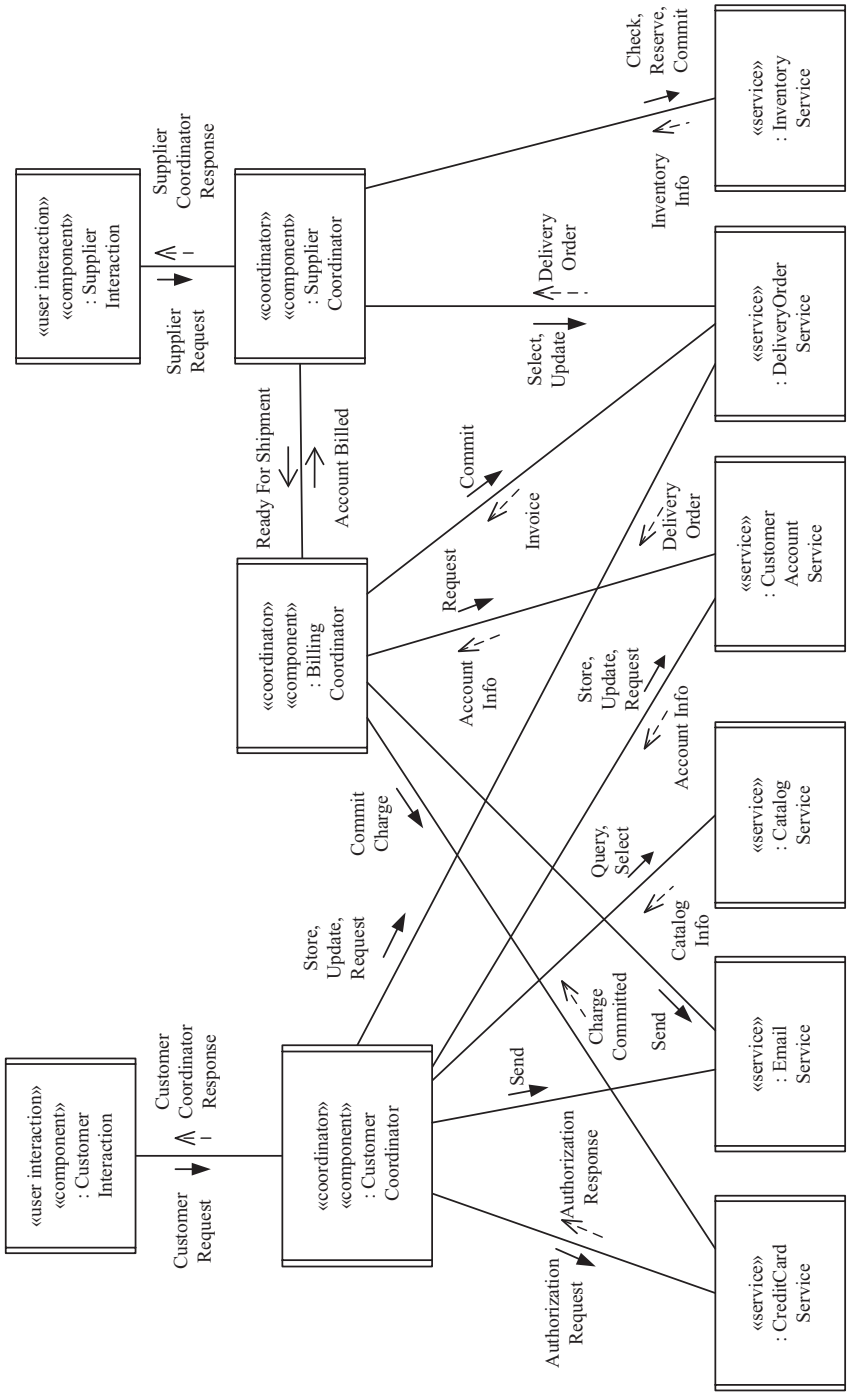 «user interaction»
«component»
: Customer
Interaction
Customer
Request
Customer
Coordinator
Response
«coordinator»
«component»
: Customer
Coordinator
«user interaction»
«component»
: Supplier
Interaction
Supplier
Request
Supplier
Coordinator
Response
«coordinator»
«component»
: Supplier
Coordinator
«coordinator»
«component»
: Billing
Coordinator
Ready For Shipment
Account Billed
Store,
Update,
Request
Commit
Charge
Account
Info
Request
Commit
Invoice
Select,
Update
Delivery
Order
Check,
Reserve,
Commit
Inventory
Info
Authorization
Request
Authorization
Response
Send
Charge
Committed
Send
Query,
Select
Catalog
Info
Store,
Update,
Request
Account Info
Delivery
Order
«service»
: CreditCard
Service
«service»
: Email
Service
«service»
: Catalog
Service
«service»
: Customer
Account
Service
«service»
: DeliveryOrder
Service
«service»
: Inventory
Service